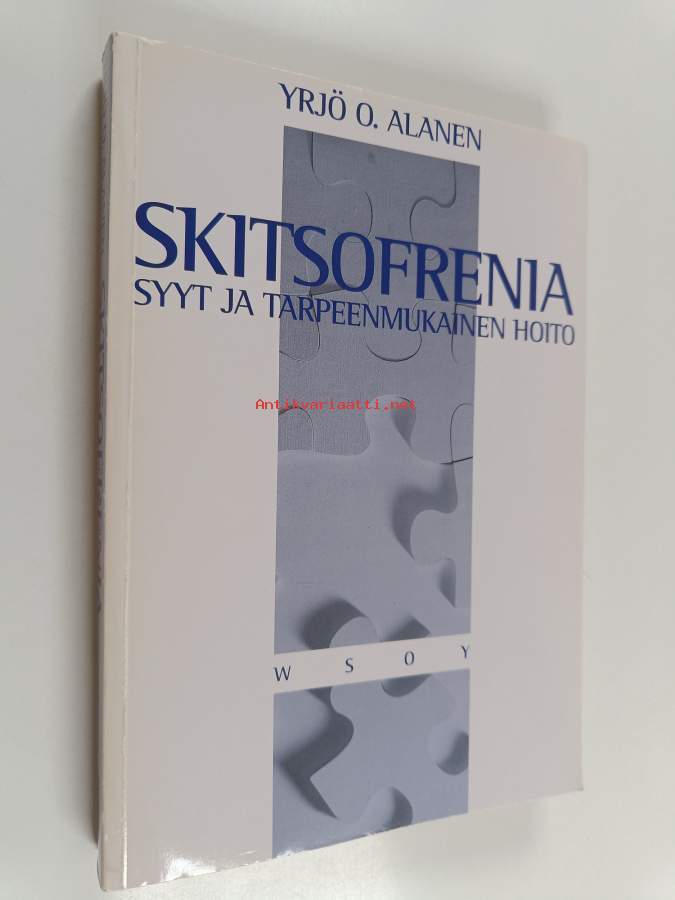 YRJÖ O. ALANEN
SKITSOFRENIA
SYYT JA TARPEENMUKAINEN HOITO
Antikvariaatti.net
W S O Y